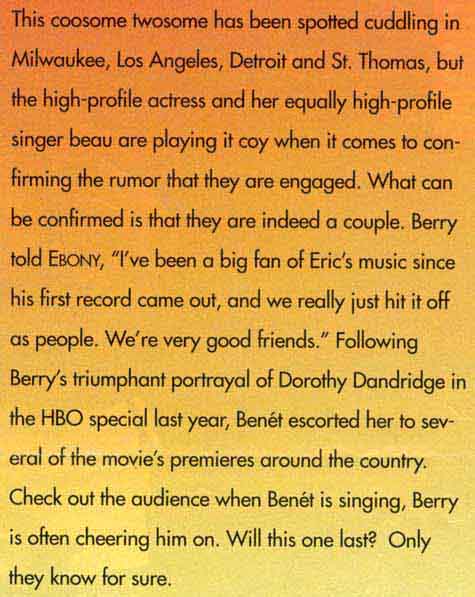 This coosome twosome has been spotted cuddling in
Milwaukee, Los Angeles, Detroit and St. Thomas, but
the high-profile actress and her equally high-profile
singer beau are playing it coy when it comes to con-
firming the rumor that they are engaged. What can
be confirmed is that they are indeed a couple. Berry
told EBONY, “I’ve been a big fan of Eric’s music since
his first record came out, and we really just hit it off
as people. We’re very good friends.” Following
Berry’s triumphant portrayal of Dorothy Dandridge in
the HBO special last year, Benét escorted her to sev-
eral of the movie’s premieres around the country.
Check out the audience when Benét is singing, Berry
is often cheering him on. Will this one last?  Only
they know for sure.